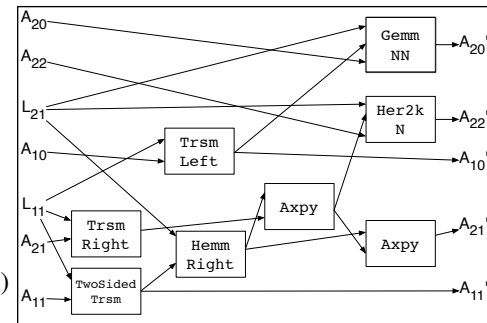 A20
A22
L21
A10
L11
A21
A11
)
Gemm
NN
Her2k
N
Trsm
Left
Axpy
Trsm
Right
Hemm
Right
Axpy
TwoSided
Trsm
A20'
A22'
A10'
A21'
A11'